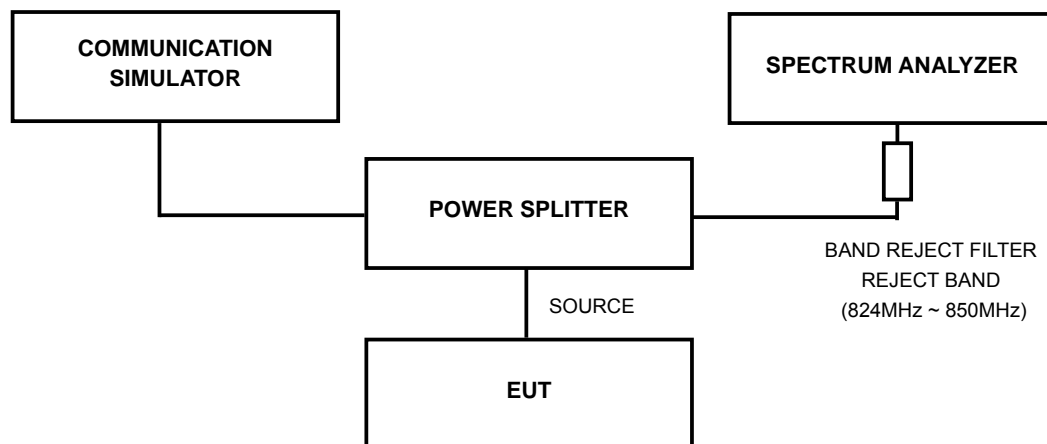 COMMUNICATION
SIMULATOR
SPECTRUM ANALYZER
POWER SPLITTER
BAND REJECT FILTER
REJECT BAND
(824MHz ~ 850MHz)
SOURCE
EUT